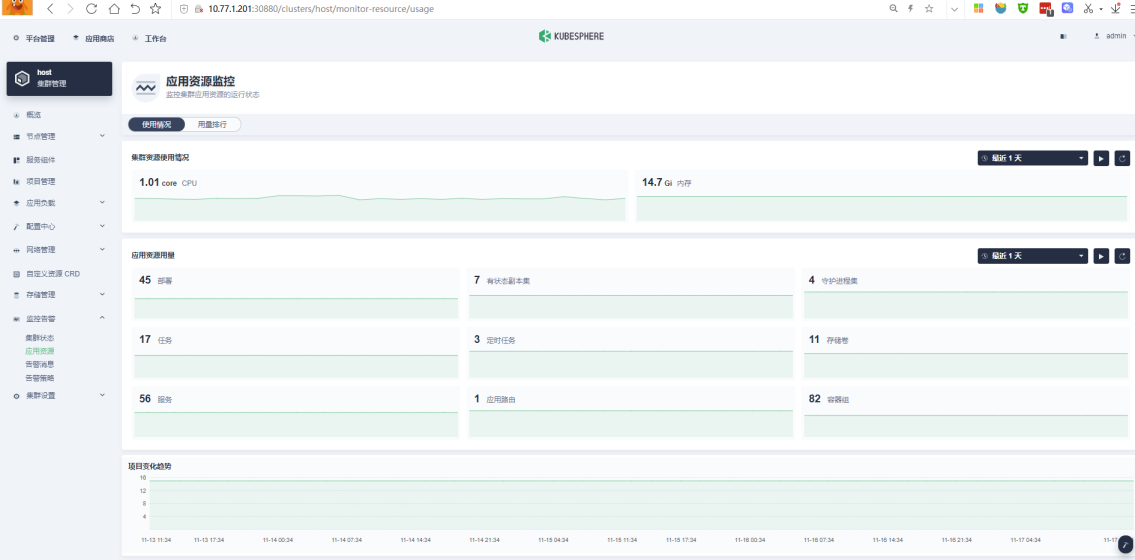 10.77.1.201:30880/clusters/host/monitor-resource/usage
平台管理 应用商店 工作台
KUBESPHERE
admin
host
集群管理
概览
节点管理
服务组件
项目管理
应用负载
配置中心
网络管理
自定义资源 CRD
存储管理
监控告警
集群状态
应用资源
告警消息
告警策略
集群设置
应用资源监控
监控集群应用资源的运行状态
使用情况 用量排行
集群资源使用情况
最近 1 天
1.01 core CPU
14.7 Gi 内存
应用资源用量
最近 1 天
45 部署
7 有状态副本集
4 守护进程集
17 任务
3 定时任务
11 存储卷
56 服务
1 应用路由
82 容器组
项目变化趋势
16
12
8
4
11-13 11:34 11-13 17:34 11-14 00:34 11-14 07:34 11-14 14:34 11-14 21:34 11-15 04:34 11-15 11:34 11-15 17:34 11-16 00:34 11-16 07:34 11-16 14:34 11-16 21:34 11-17 04:34 11-17